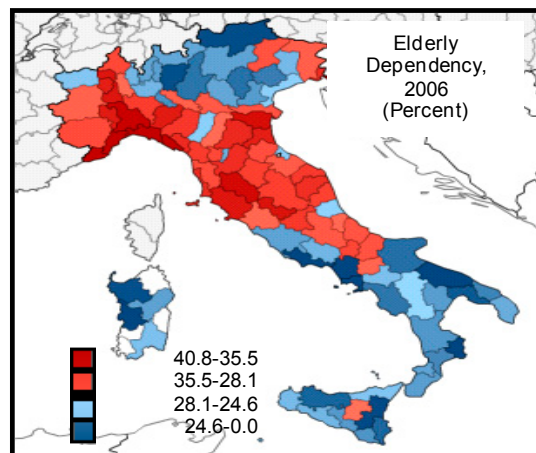 Elderly
Dependency,
2006
(Percent)
40.8-35.5
35.5-28.1
28.1-24.6
24.6-0.0